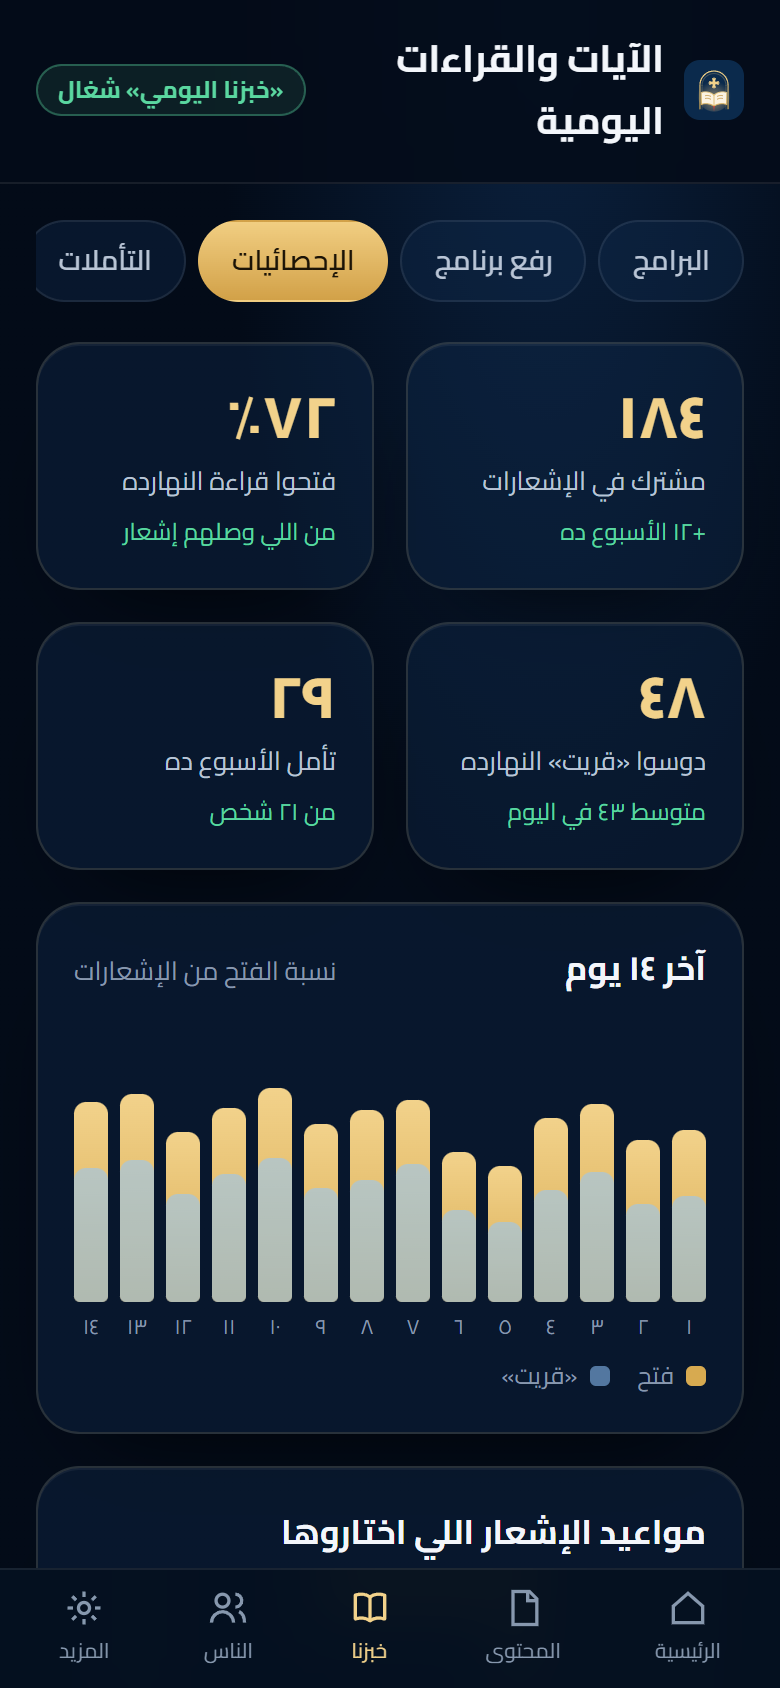 الآيات والقراءات
اليومية
«خبزنا اليومي» شغال
البرامج
رفع برنامج
الإحصائيات
التأملات
٤٨١
مشترك في الإشعارات
+١٢ الأسبوع ده
٧٦٪
فتحوا قراءة النهارده
من اللي وصلهم إشعار
٨٤
دوسوا «قريت» النهارده
متوسط ٤٣ في اليوم
٢٩
تأمل الأسبوع ده
من ٢١ شخص
آخر ١٤ يوم
نسبة الفتح من الإشعارات
١ ٢ ٣ ٤ ٥ ٦ ٧ ٨ ٩ ١٠ ١١ ١٢ ١٣ ١٤
فتح
«قريت»
مواعيد الإشعار اللي اختاروها
الرئيسية
المحتوى
خبزنا
الناس
المزيد